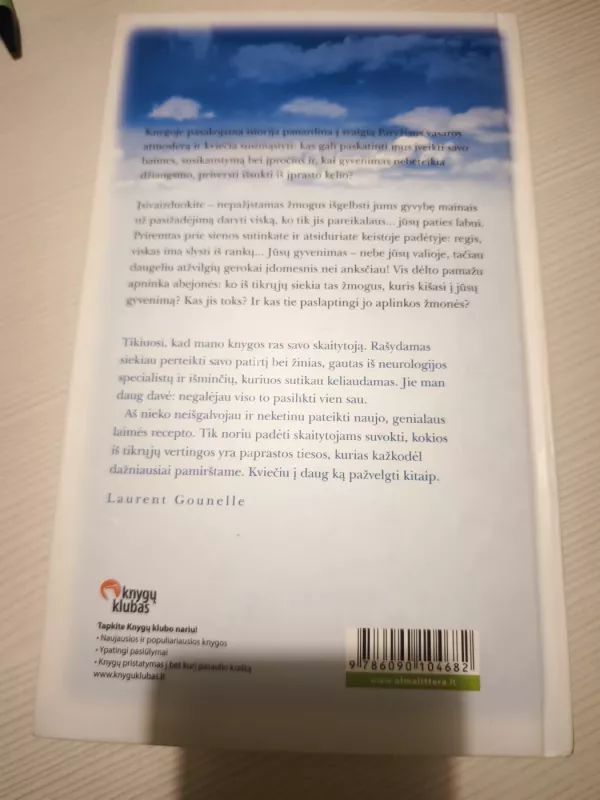 Knygoje pasakojama istorija panardina į svaigią Paryžiaus vasaros
atmosferą ir kviečia susimąstyti: kas gali paskatinti mus įveikti savo
baimes, susikaustymą bei įpročius ir, kai gyvenimas nebeteikia
džiaugsmo, priversti iššokti iš įprasto kelio?
Įsivaizduokite – nepažįstamas žmogus išgelbsti jums gyvybę mainais
už pasižadėjimą daryti viską, ko tik jis pareikalaus... jūsų paties labui.
Priremtas prie sienos sutinkate ir atsiduriate keistoje padėtyje: regis,
viskas ima slysti iš rankų... Jūsų gyvenimas – nebe jūsų valioje, tačiau
daugeliu atžvilgių gerokai įdomesnis nei anksčiau! Vis dėlto pamažu
apninka abejonės: ko iš tikrųjų siekia tas žmogus, kuris kišasi į jūsų
gyvenimą? Kas jis toks? Ir kas tie paslaptingi jo aplinkos žmonės?
Tikiuosi, kad mano knygos ras savo skaitytoją. Rašydamas
siekiau perteikti savo patirtį bei žinias, gautas iš neurologijos
specialistų ir išminčių, kuriuos sutikau keliaudamas. Jie man
daug davė: negalėjau viso to pasilikti vien sau.
Aš nieko neišgalvojau ir neketinu pateikti naujo, genialaus
laimės recepto. Tik noriu padėti skaitytojams suvokti, kokios
iš tikrųjų vertingos yra paprastos tiesos, kurias kažkodėl
dažniausiai pamirštame. Kviečiu į daug ką pažvelgti kitaip.
Laurent Gounelle
knygų
klubas
Tapkite Knygų klubo nariu!
• Naujausios ir populiariausios knygos
• Ypatingi pasiūlymai
• Knygų pristatymas į bet kurį pasaulio kraštą
www.knyguklubas.lt
9 786090 104682
www.almalittera.lt